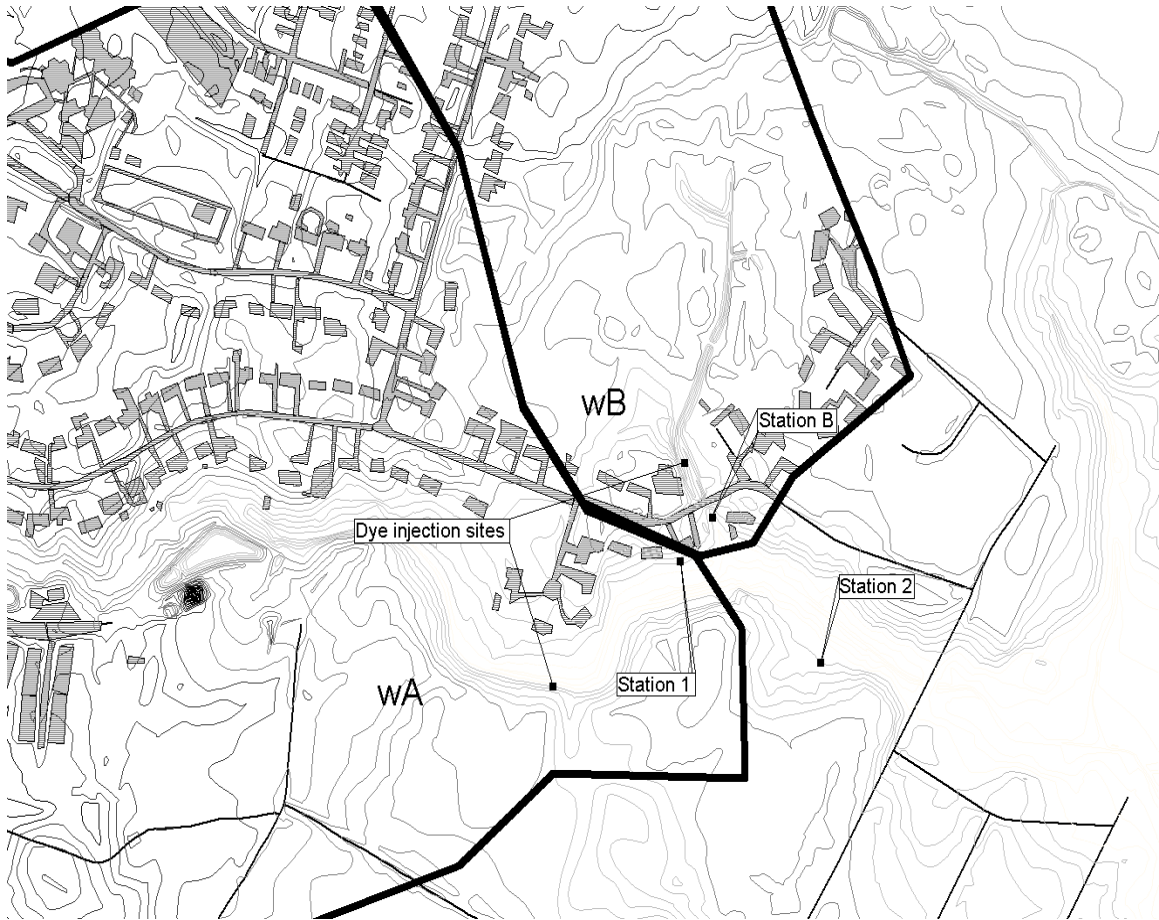 wB
Station B
Dye injection sites
Station 2
Station 1
wA